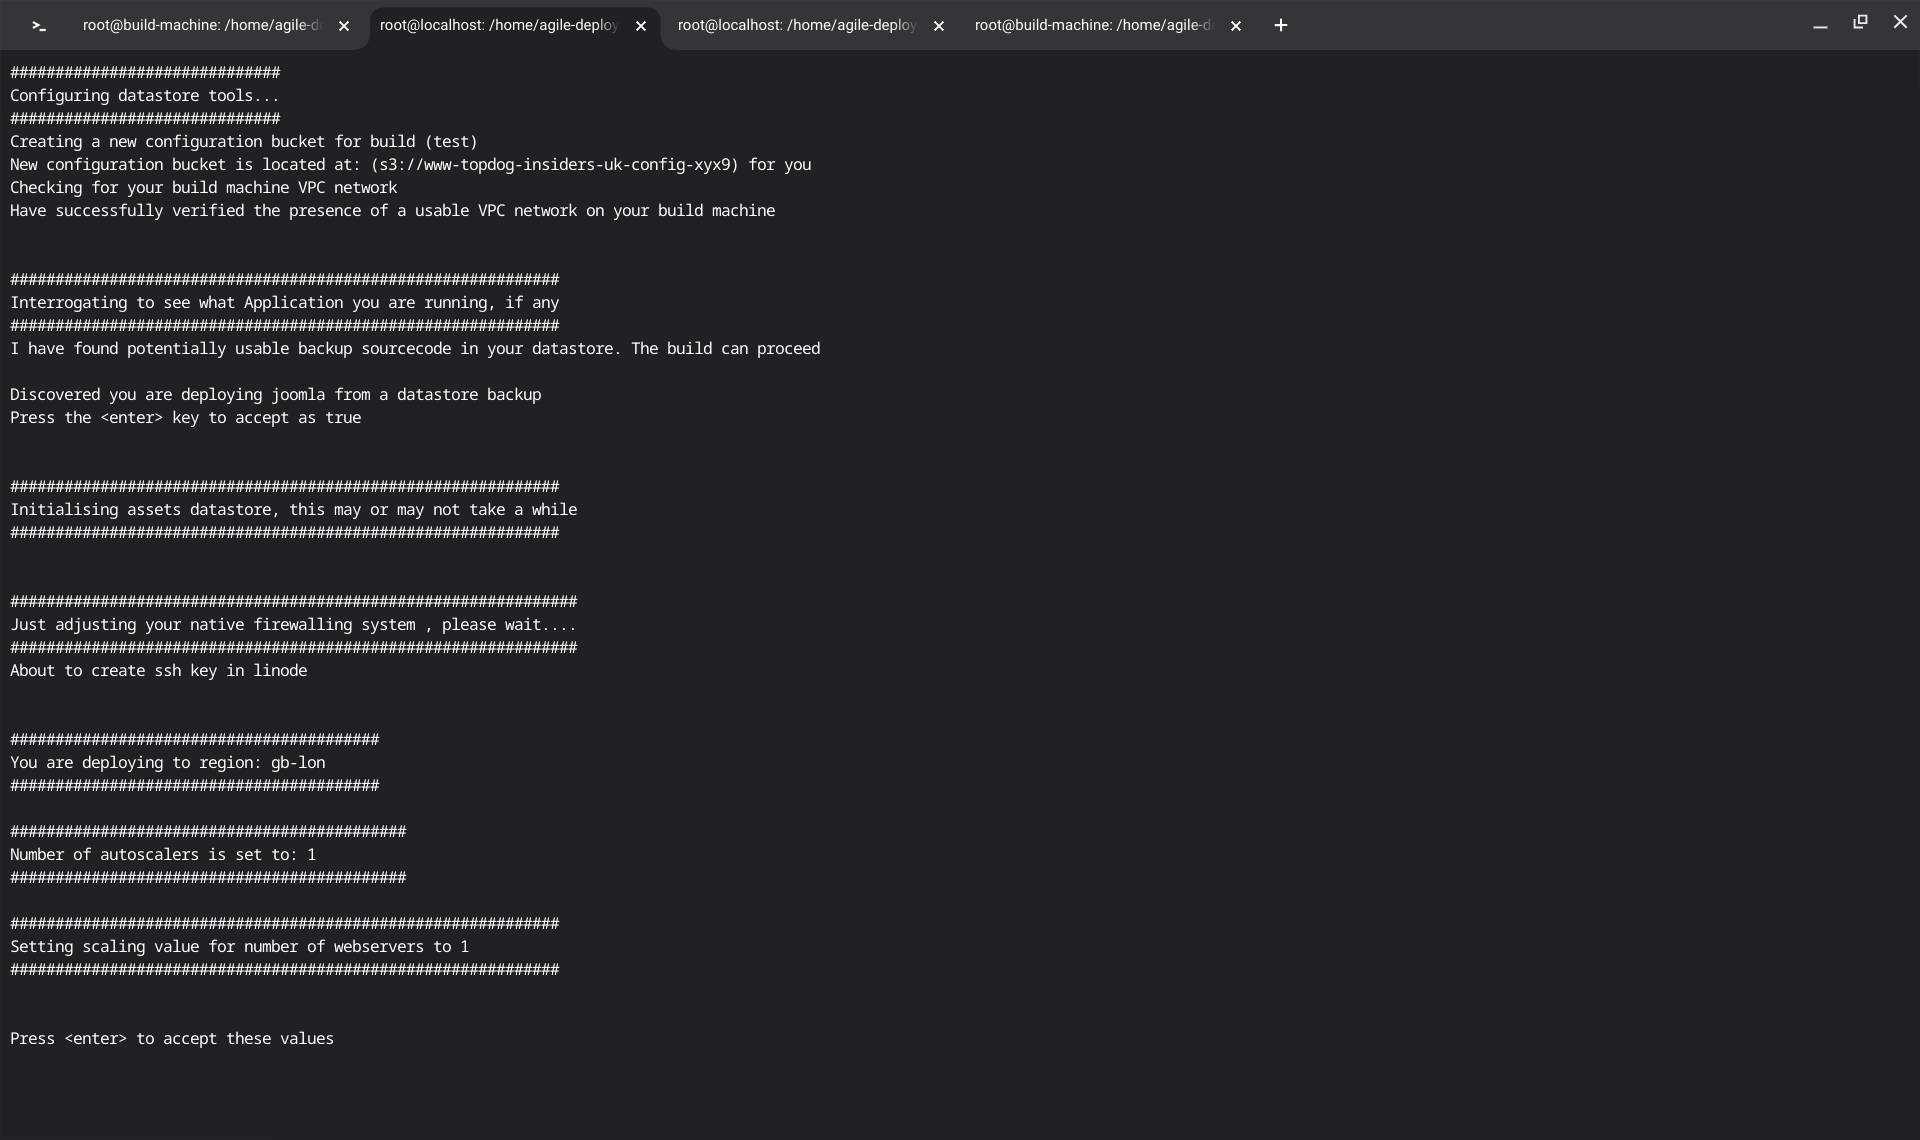 root@build-machine: /home/agile-d
root@localhost: /home/agile-deploy
root@localhost: /home/agile-deploy
root@build-machine: /home/agile-d
##############################
Configuring datastore tools...
##############################
Creating a new configuration bucket for build (test)
New configuration bucket is located at: (s3://www-topdog-insiders-uk-config-xyx9) for you
Checking for your build machine VPC network
Have successfully verified the presence of a usable VPC network on your build machine
#############################################################
Interrogating to see what Application you are running, if any
#############################################################
I have found potentially usable backup sourcecode in your datastore. The build can proceed
Discovered you are deploying joomla from a datastore backup
Press the <enter> key to accept as true
#############################################################
Initialising assets datastore, this may or may not take a while
#############################################################
###############################################################
Just adjusting your native firewalling system , please wait....
###############################################################
About to create ssh key in linode
#########################################
You are deploying to region: gb-lon
#########################################
############################################
Number of autoscalers is set to: 1
############################################
#############################################################
Setting scaling value for number of webservers to 1
#############################################################
Press <enter> to accept these values